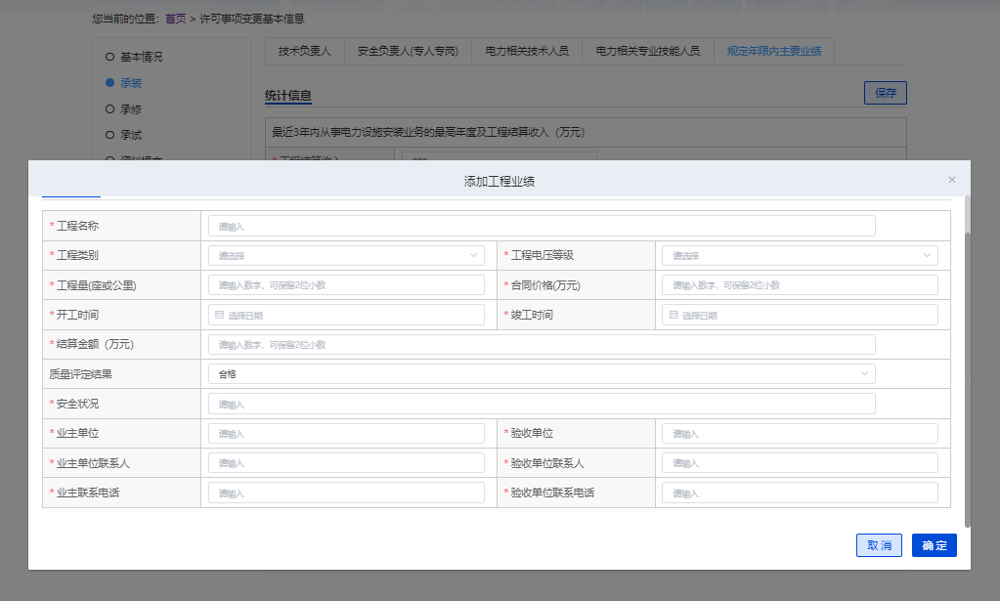 您当前的位置：首页 > 许可事项变更基本信息
基本情况
承装
承修
承试
技术负责人
安全负责人(专人专岗)
电力相关技术人员
电力相关专业技能人员
规定年限内主要业绩
统计信息
保存
最近3年内从事电力设施安装业务的最高年度及工程结算收入（万元）
添加工程业绩
×
* 工程名称
请输入
* 工程类别
请选择
* 工程电压等级
请选择
* 工程量(座或公里)
请输入数字，可保留2位小数
* 合同价格(万元)
请输入数字，可保留2位小数
* 开工时间
选择日期
* 竣工时间
选择日期
* 结算金额（万元）
请输入数字，可保留2位小数
质量评定结果
合格
* 安全状况
请输入
* 业主单位
请输入
* 验收单位
请输入
* 业主单位联系人
请输入
* 验收单位联系人
请输入
* 业主联系电话
请输入
* 验收单位联系电话
请输入
取消
确定